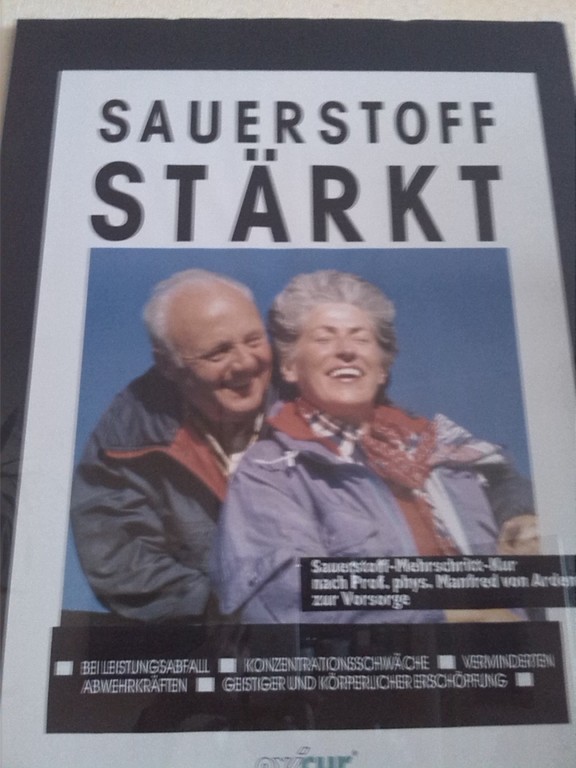 SAUERSTOFF
STÄRKT
Sauerstoff-Mehrschritt-Kur
nach Prof. phys. Manfred von Arden
zur Vorsorge
BEI LEISTUNGSABFALL KONZENTRATIONSSCHWÄCHE VERMINDERTEN
ABWEHRKRÄFTEN GEISTIGER UND KÖRPERLICHER ERSCHÖPFUNG